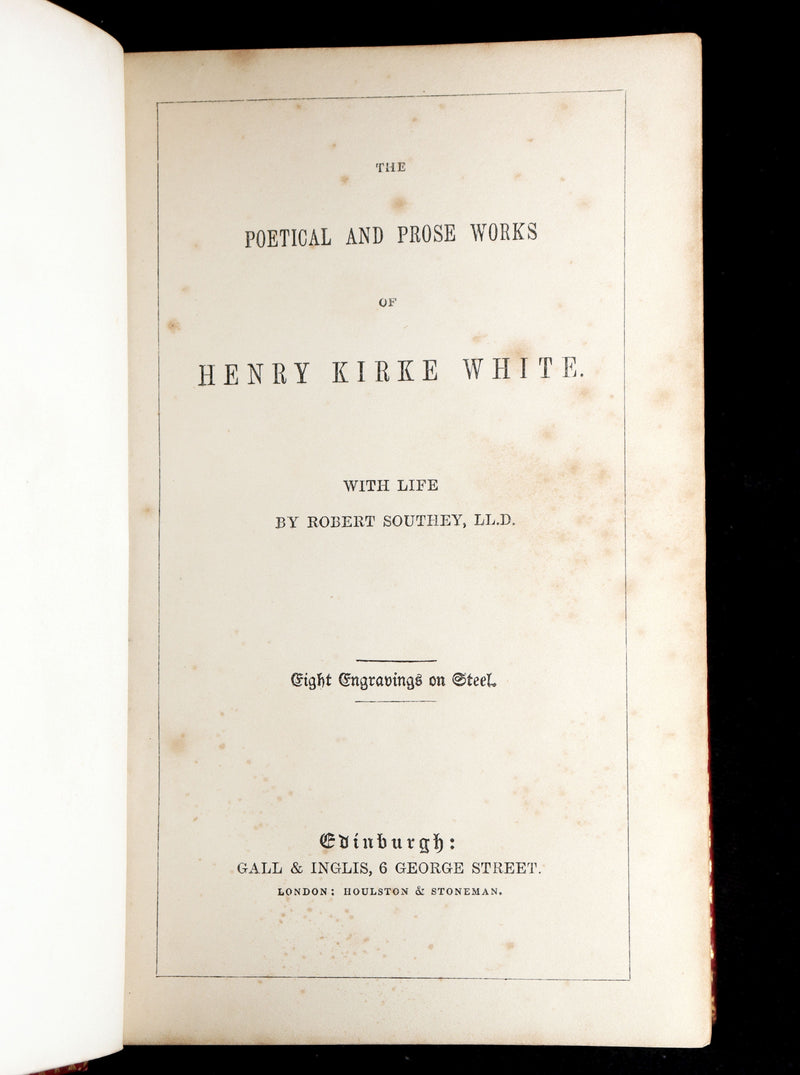 THE
POETICAL AND PROSE WORKS
OF
HENRY KIRKE WHITE.
WITH LIFE
BY ROBERT SOUTHEY, LL.D.
Eight Engravings on Steel.
Edinburgh:
GALL & INGLIS, 6 GEORGE STREET.
LONDON: HOULSTON & STONEMAN.